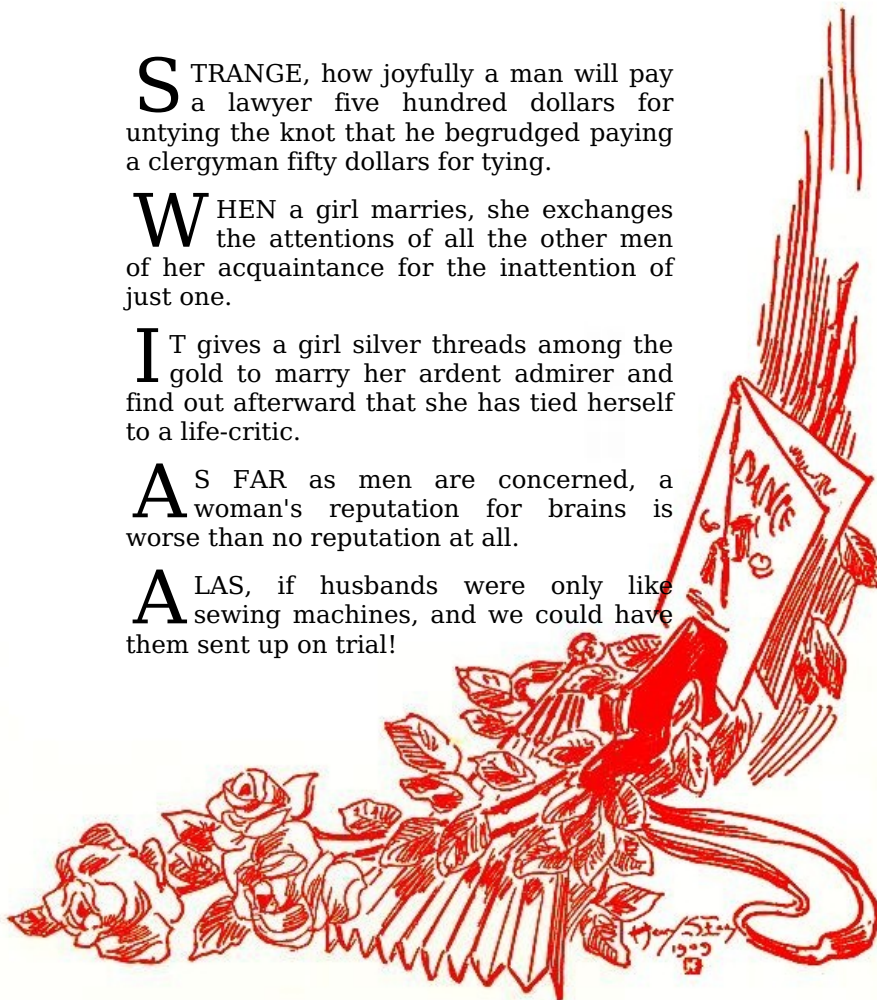 STRANGE, how joyfully a man will pay
a lawyer five hundred dollars for
untying the knot that he begrudged paying
a clergyman fifty dollars for tying.
WHEN a girl marries, she exchanges
the attentions of all the other men
of her acquaintance for the inattention of
just one.
IT gives a girl silver threads among the
gold to marry her ardent admirer and
find out afterward that she has tied herself
to a life-critic.
AS FAR as men are concerned, a
woman's reputation for brains is
worse than no reputation at all.
ALAS, if husbands were only like
sewing machines, and we could have
them sent up on trial!
DANCE
1909